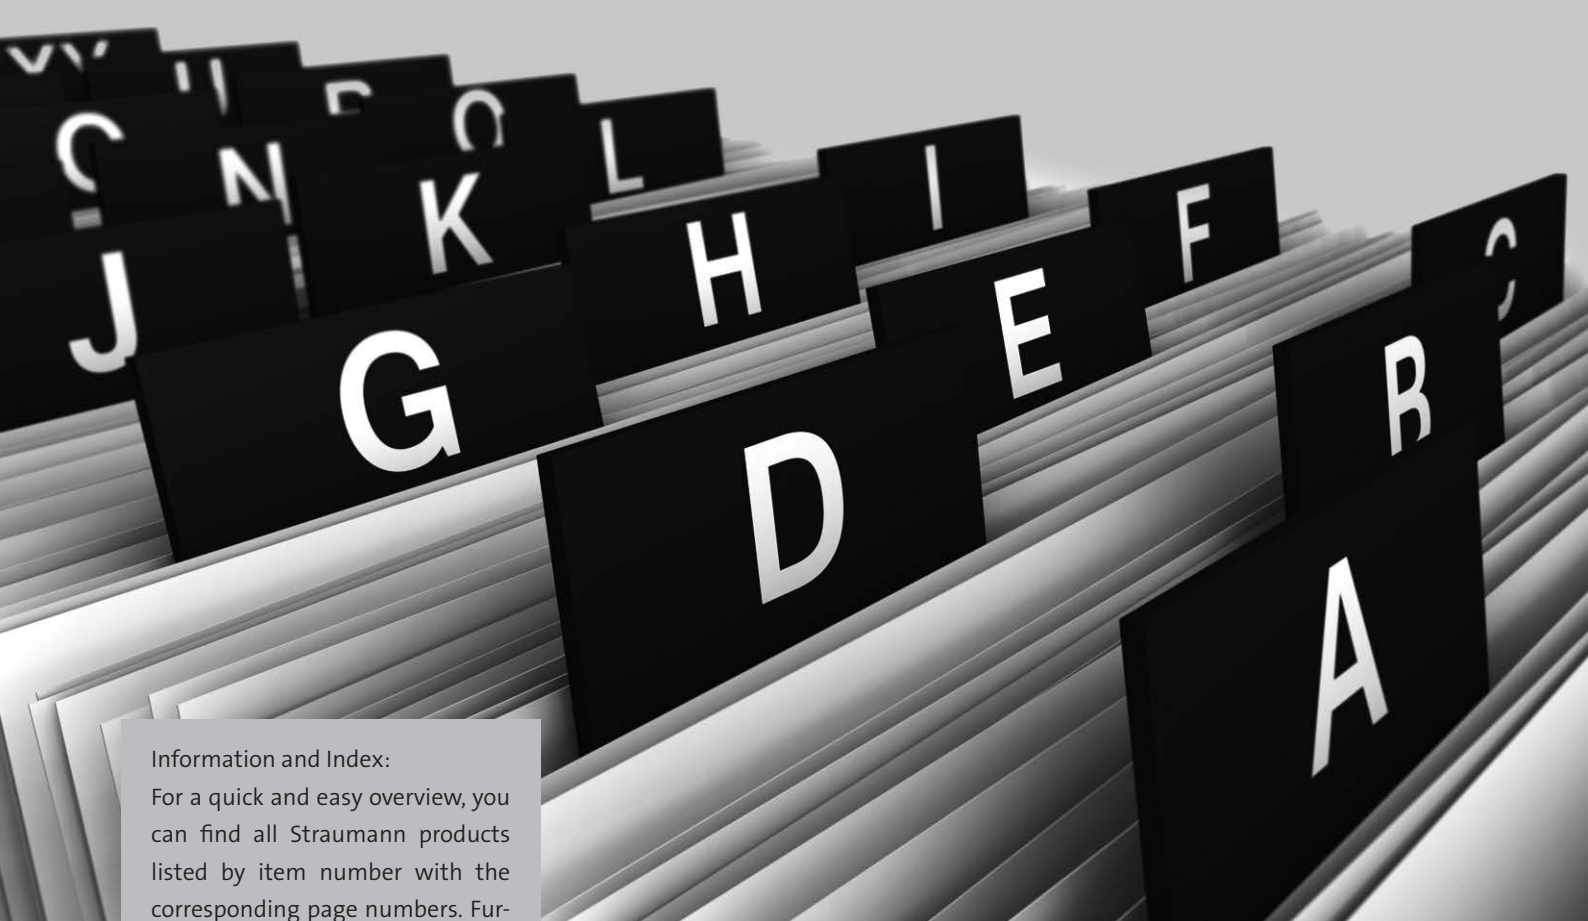 U
L
I
N
K
F
C
J
H
E
G
B
D
A
Information and Index:
For a quick and easy overview, you
can find all Straumann products
listed by item number with the
corresponding page numbers. Fur-